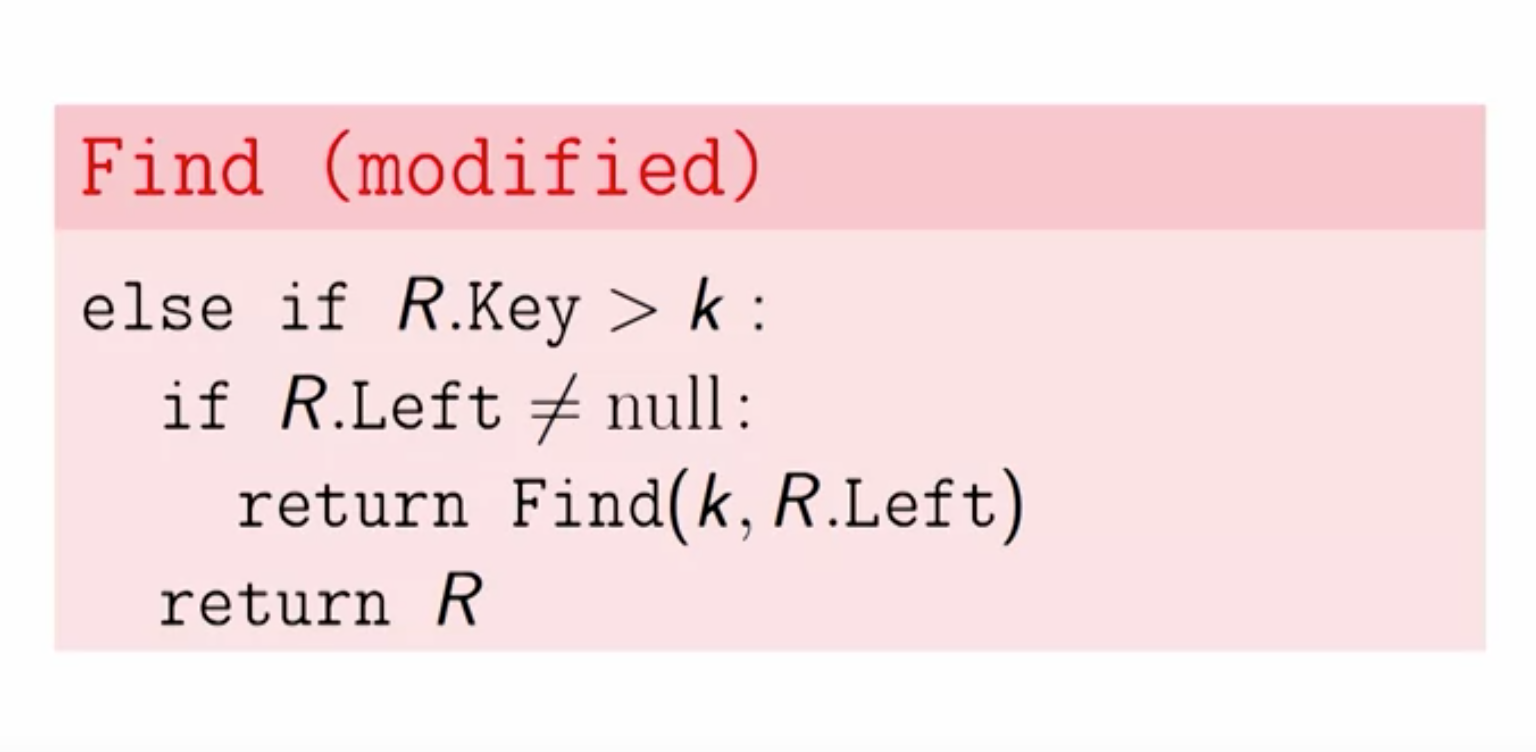 Find (modified)
else if R.Key > k :
if R.Left ≠ null:
return Find(k, R.Left)
return R